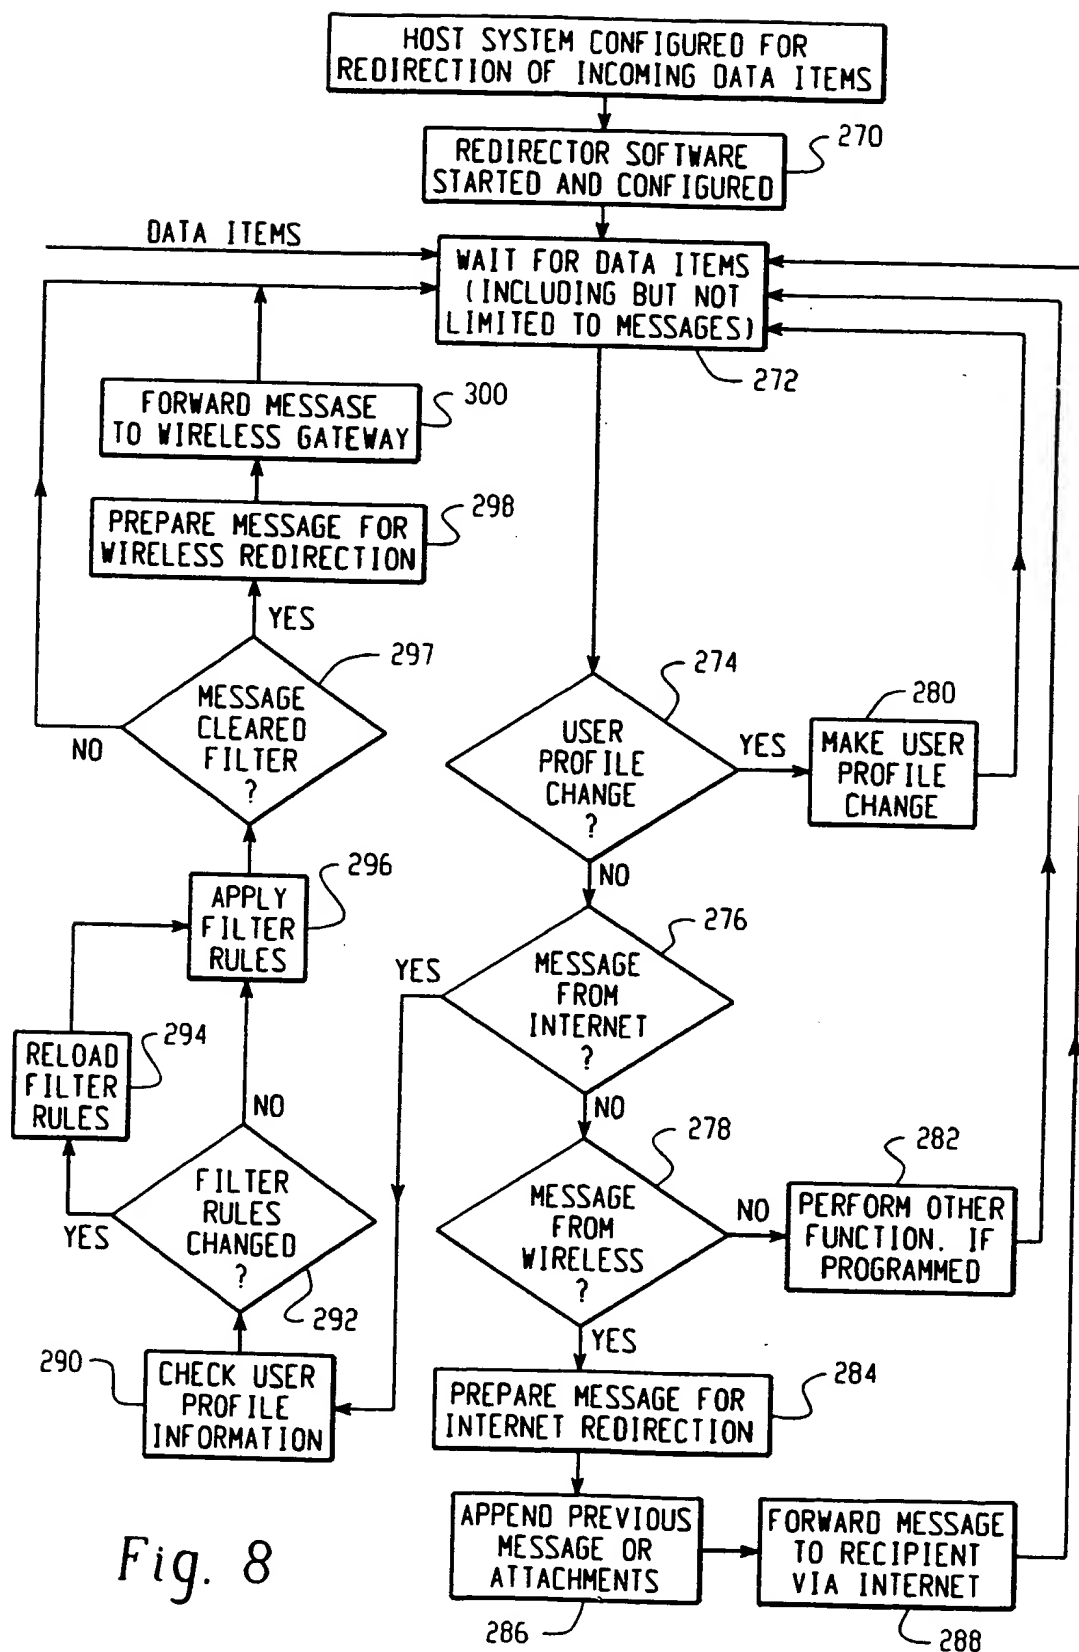 HOST SYSTEM CONFIGURED FOR
REDIRECTION OF INCOMING DATA ITEMS
270
REDIRECTOR SOFTWARE
STARTED AND CONFIGURED
DATA ITEMS
WAIT FOR DATA ITEMS
(INCLUDING BUT NOT
LIMITED TO MESSAGES)
272
FORWARD MESSASE
TO WIRELESS GATEWAY
300
PREPARE MESSAGE FOR
WIRELESS REDIRECTION
298
YES
297
MESSAGE
CLEARED
FILTER
?
NO
274
USER
PROFILE
CHANGE
?
YES
280
MAKE USER
PROFILE
CHANGE
NO
296
APPLY
FILTER
RULES
276
MESSAGE
FROM
INTERNET
?
YES
294
RELOAD
FILTER
RULES
NO
NO
278
MESSAGE
FROM
WIRELESS
?
NO
282
PERFORM OTHER
FUNCTION. IF
PROGRAMMED
FILTER
RULES
CHANGED
?
YES
292
YES
290
CHECK USER
PROFILE
INFORMATION
284
PREPARE MESSAGE FOR
INTERNET REDIRECTION
APPEND PREVIOUS
MESSAGE OR
ATTACHMENTS
286
FORWARD MESSAGE
TO RECIPIENT
VIA INTERNET
288
Fig. 8